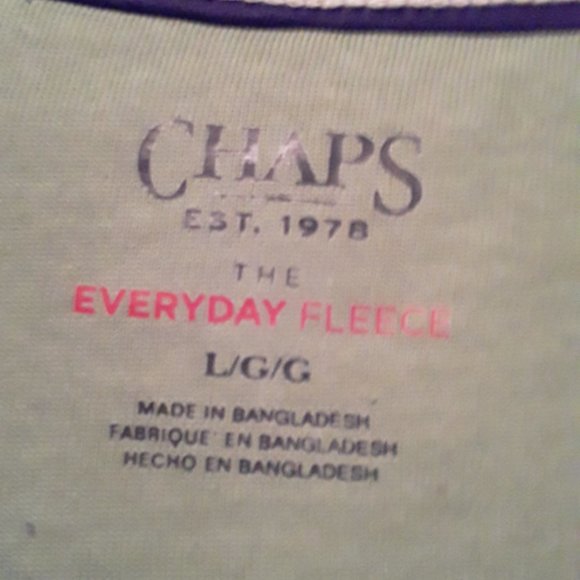 CHAPS
EST. 1978
THE
EVERYDAY FLEECE
L/G/G
MADE IN BANGLADESH
FABRIQUE EN BANGLADESH
HECHO EN BANGLADESH